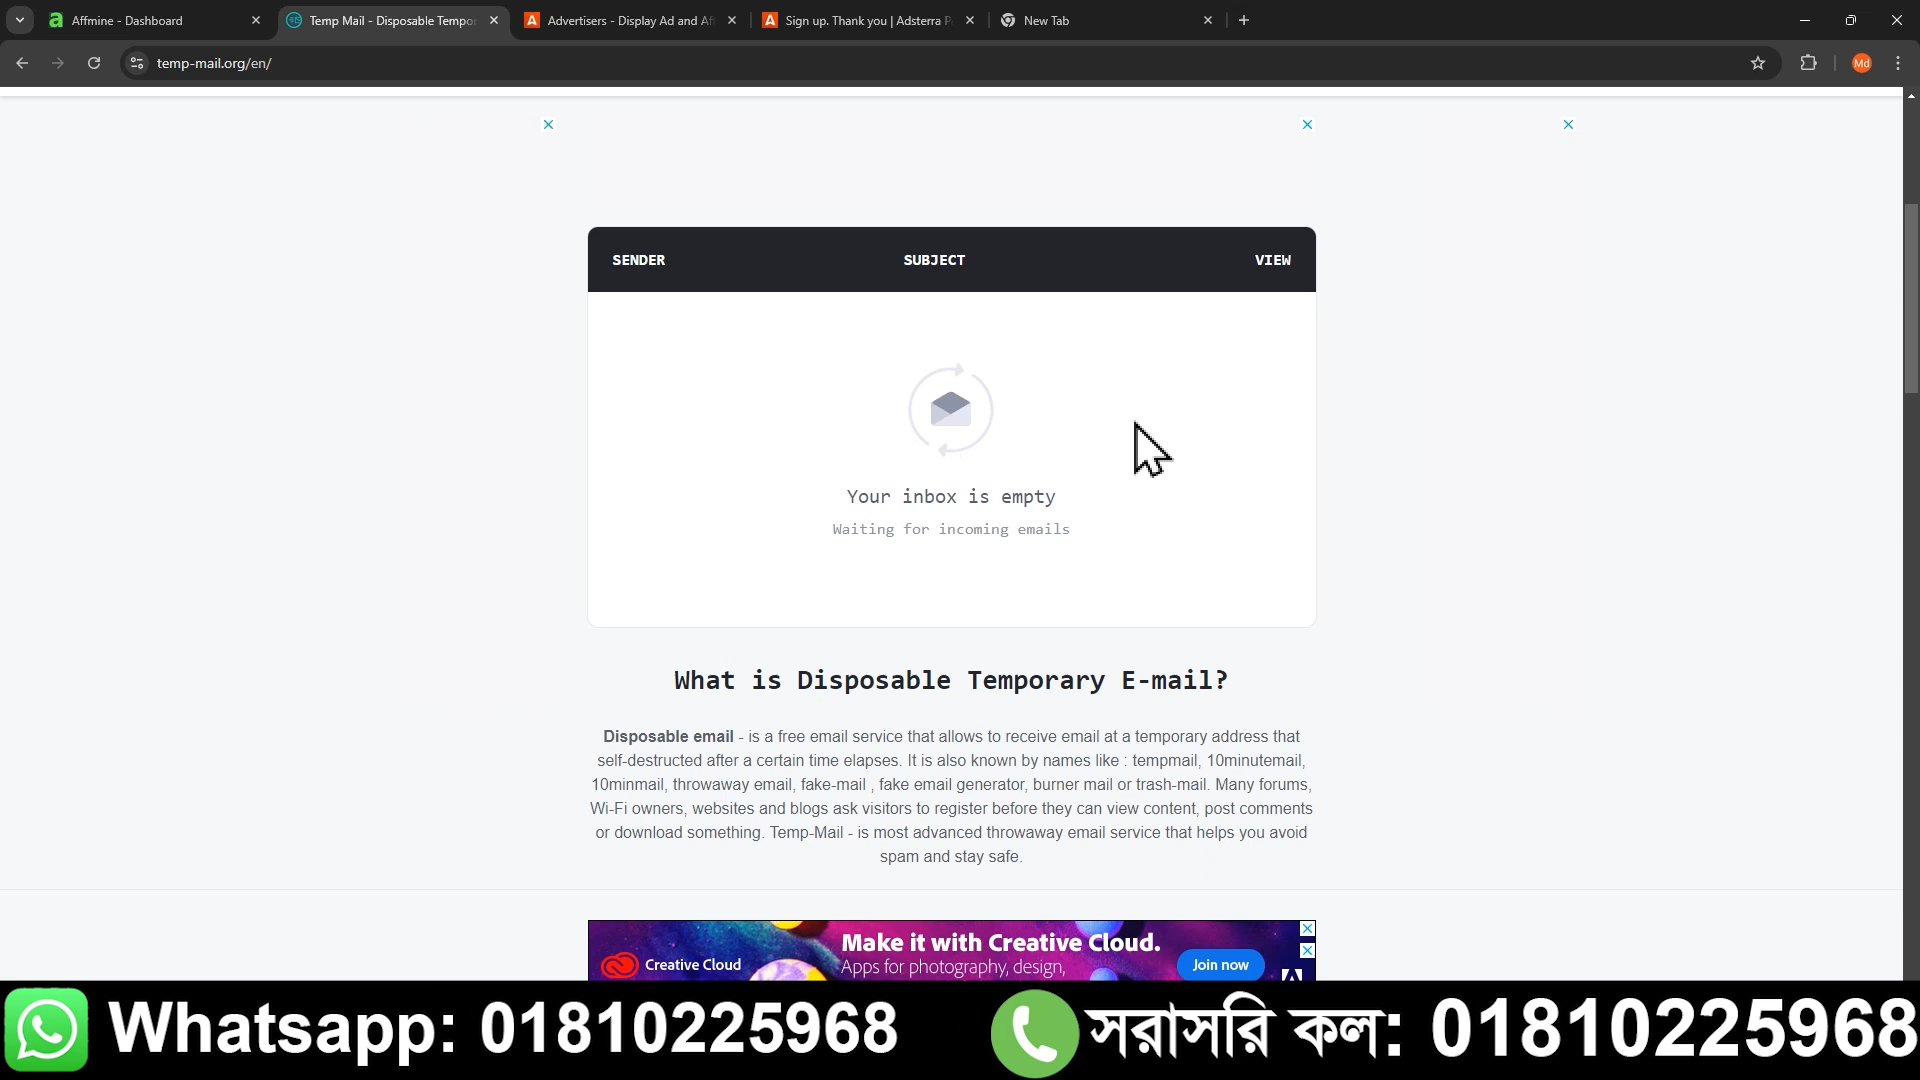 Affmine - Dashboard
Temp Mail - Disposable Tempo
Advertisers - Display Ad and Af
Sign up. Thank you | Adsterra P
New Tab
temp-mail.org/en/
Md
SENDER SUBJECT VIEW
Your inbox is empty
Waiting for incoming emails
What is Disposable Temporary E-mail?
Disposable email - is a free email service that allows to receive email at a temporary address that
self-destructed after a certain time elapses. It is also known by names like : tempmail, 10minutemail,
10minmail, throwaway email, fake-mail , fake email generator, burner mail or trash-mail. Many forums,
Wi-Fi owners, websites and blogs ask visitors to register before they can view content, post comments
or download something. Temp-Mail - is most advanced throwaway email service that helps you avoid
spam and stay safe.
Make it with Creative Cloud.
Creative Cloud Apps for photography, design, Join now
Whatsapp: 01810225968 সরাসরি কল: 01810225968